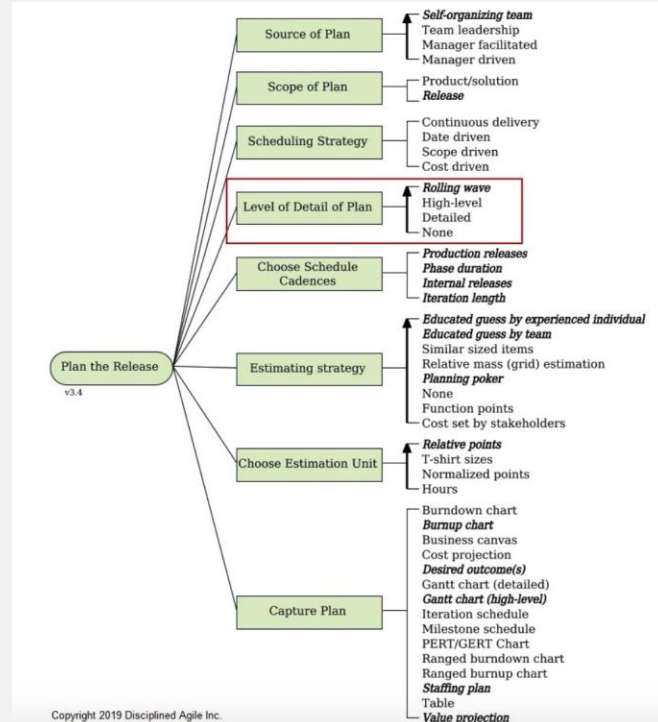 Plan the Release
v3.4
Source of Plan
Self-organizing team
Team leadership
Manager facilitated
Manager driven
Scope of Plan
Product/solution
Release
Scheduling Strategy
Continuous delivery
Date driven
Scope driven
Cost driven
Level of Detail of Plan
Rolling wave
High-level
Detailed
None
Choose Schedule
Cadences
Production releases
Phase duration
Internal releases
Iteration length
Estimating strategy
Educated guess by experienced individual
Educated guess by team
Similar sized items
Relative mass (grid) estimation
Planning poker
None
Function points
Cost set by stakeholders
Choose Estimation Unit
Relative points
T-shirt sizes
Normalized points
Hours
Capture Plan
Burndown chart
Burnup chart
Business canvas
Cost projection
Desired outcome(s)
Gantt chart (detailed)
Gantt chart (high-level)
Iteration schedule
Milestone schedule
PERT/GERT Chart
Ranged burndown chart
Ranged burnup chart
Staffing plan
Table
Value projection
Copyright 2019 Disciplined Agile Inc.